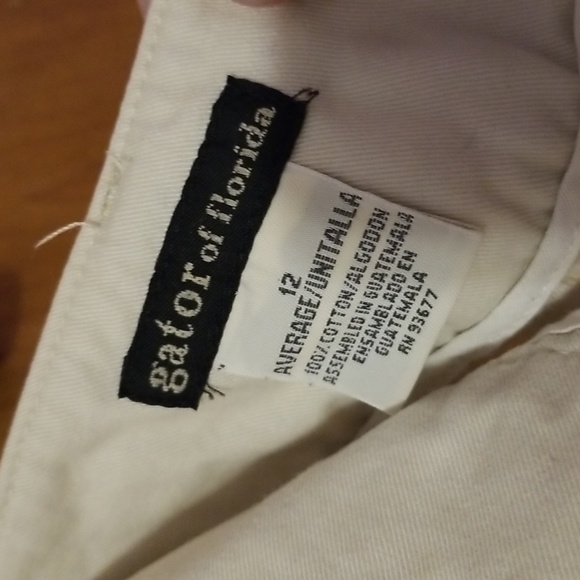 gator of florida
12
AVERAGE/UNITALLA
100% COTTON/ALGODON
ASSEMBLED IN GUATEMALA
ENSAMBLADO EN
GUATEMALA
RN 93677